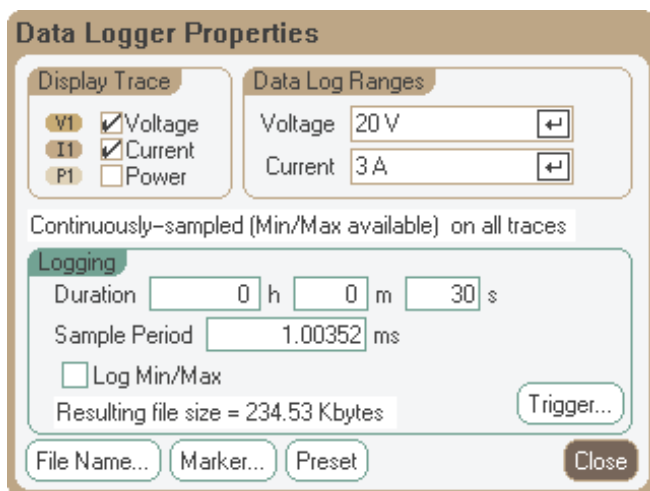 Data Logger Properties
Display Trace
V1 Voltage
I1 Current
P1 Power
Data Log Ranges
Voltage 20 V
Current 3 A
Continuously-sampled (Min/Max available) on all traces
Logging
Duration 0 h 0 m 30 s
Sample Period 1.00352 ms
Log Min/Max
Resulting file size = 234.53 Kbytes
Trigger...
File Name... Marker... Preset Close